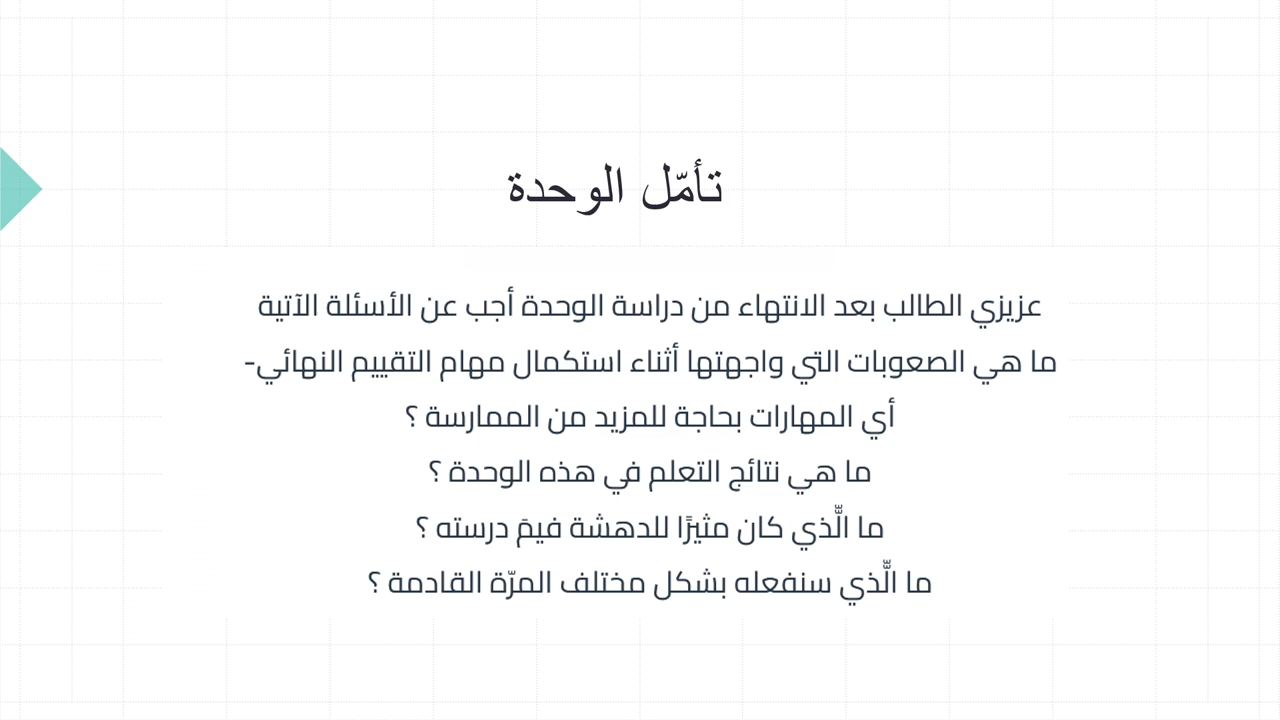 تأمّل الوحدة
عزيزي الطالب بعد الانتهاء من دراسة الوحدة أجب عن الأسئلة الآتية
ما هي الصعوبات التي واجهتها أثناء استكمال مهام التقييم النهائي-
أي المهارات بحاجة للمزيد من الممارسة ؟
ما هي نتائج التعلم في هذه الوحدة ؟
ما الَّذي كان مثيرًا للدهشة فيمَ درسته ؟
ما الَّذي سنفعله بشكل مختلف المرّة القادمة ؟